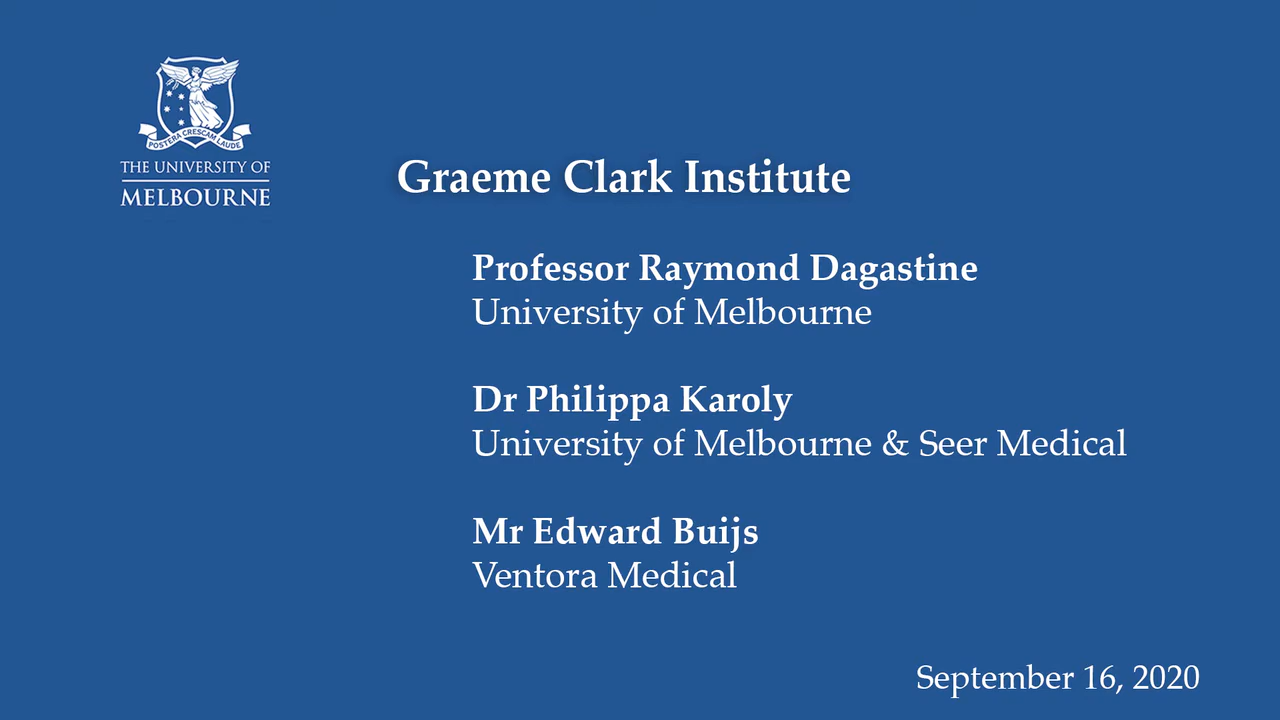 POSTERA CRESCAM LAUDE
THE UNIVERSITY OF
MELBOURNE
Graeme Clark Institute
Professor Raymond Dagastine
University of Melbourne
Dr Philippa Karoly
University of Melbourne & Seer Medical
Mr Edward Buijs
Ventora Medical
September 16, 2020